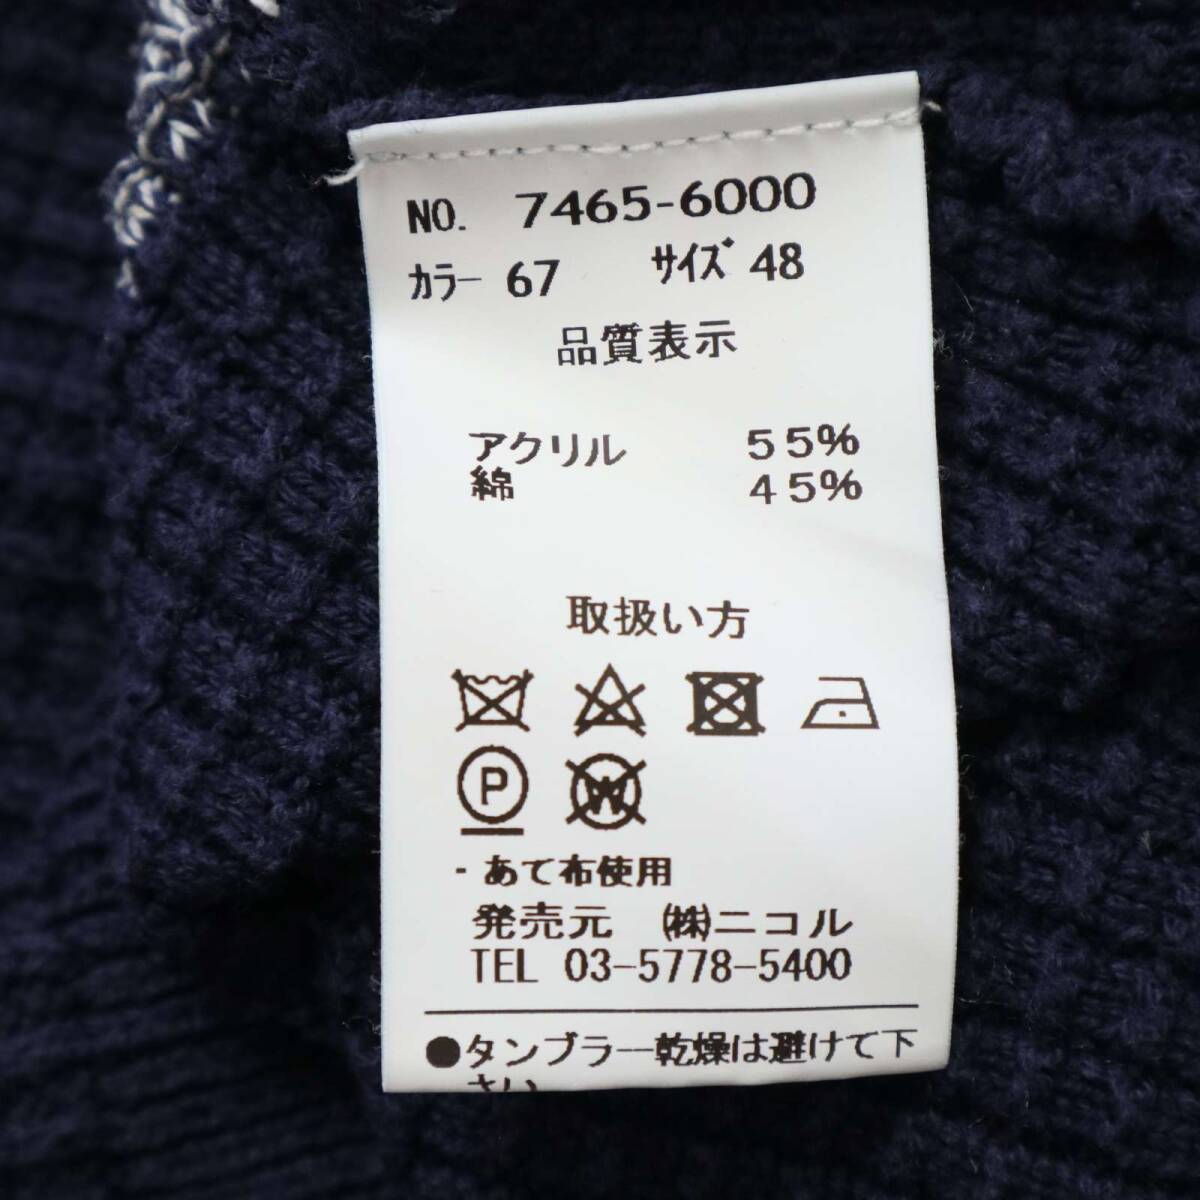 NO. 7465-6000
ｶﾗｰ 67 ｻｲｽﾞ 48
品質表示
アクリル 55%
綿 45%
取扱い方
P W
・あて布使用
発売元 ㈱ニコル
TEL 03-5778-5400
●タンブラー乾燥は避けて下
さい